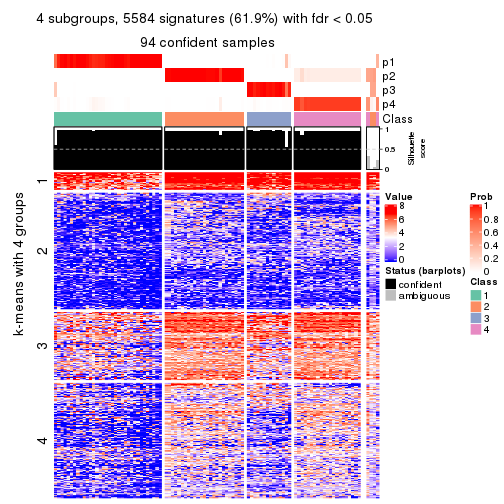 4 subgroups, 5584 signatures (61.9%) with fdr < 0.05
94 confident samples
p1
p2
p3
p4
Class
1
0.5
0
Silhouette
score
k-means with 4 groups
1
2
3
4
Value
8
6
4
2
0
Prob
1
0.8
0.6
0.4
0.2
0
Status (barplots)
confident
ambiguous
Class
1
2
3
4